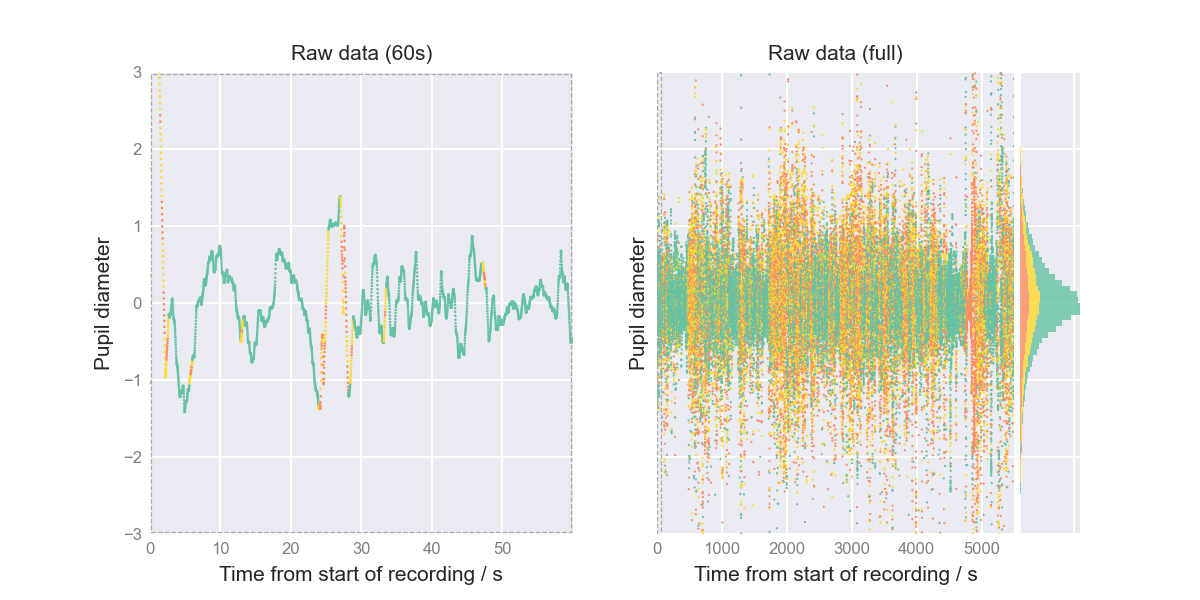 Raw data (60s)
3
2
1
0
−1
−2
−3
Pupil diameter
0 10 20 30 40 50
Time from start of recording / s
Raw data (full)
Pupil diameter
0 1000 2000 3000 4000 5000
Time from start of recording / s